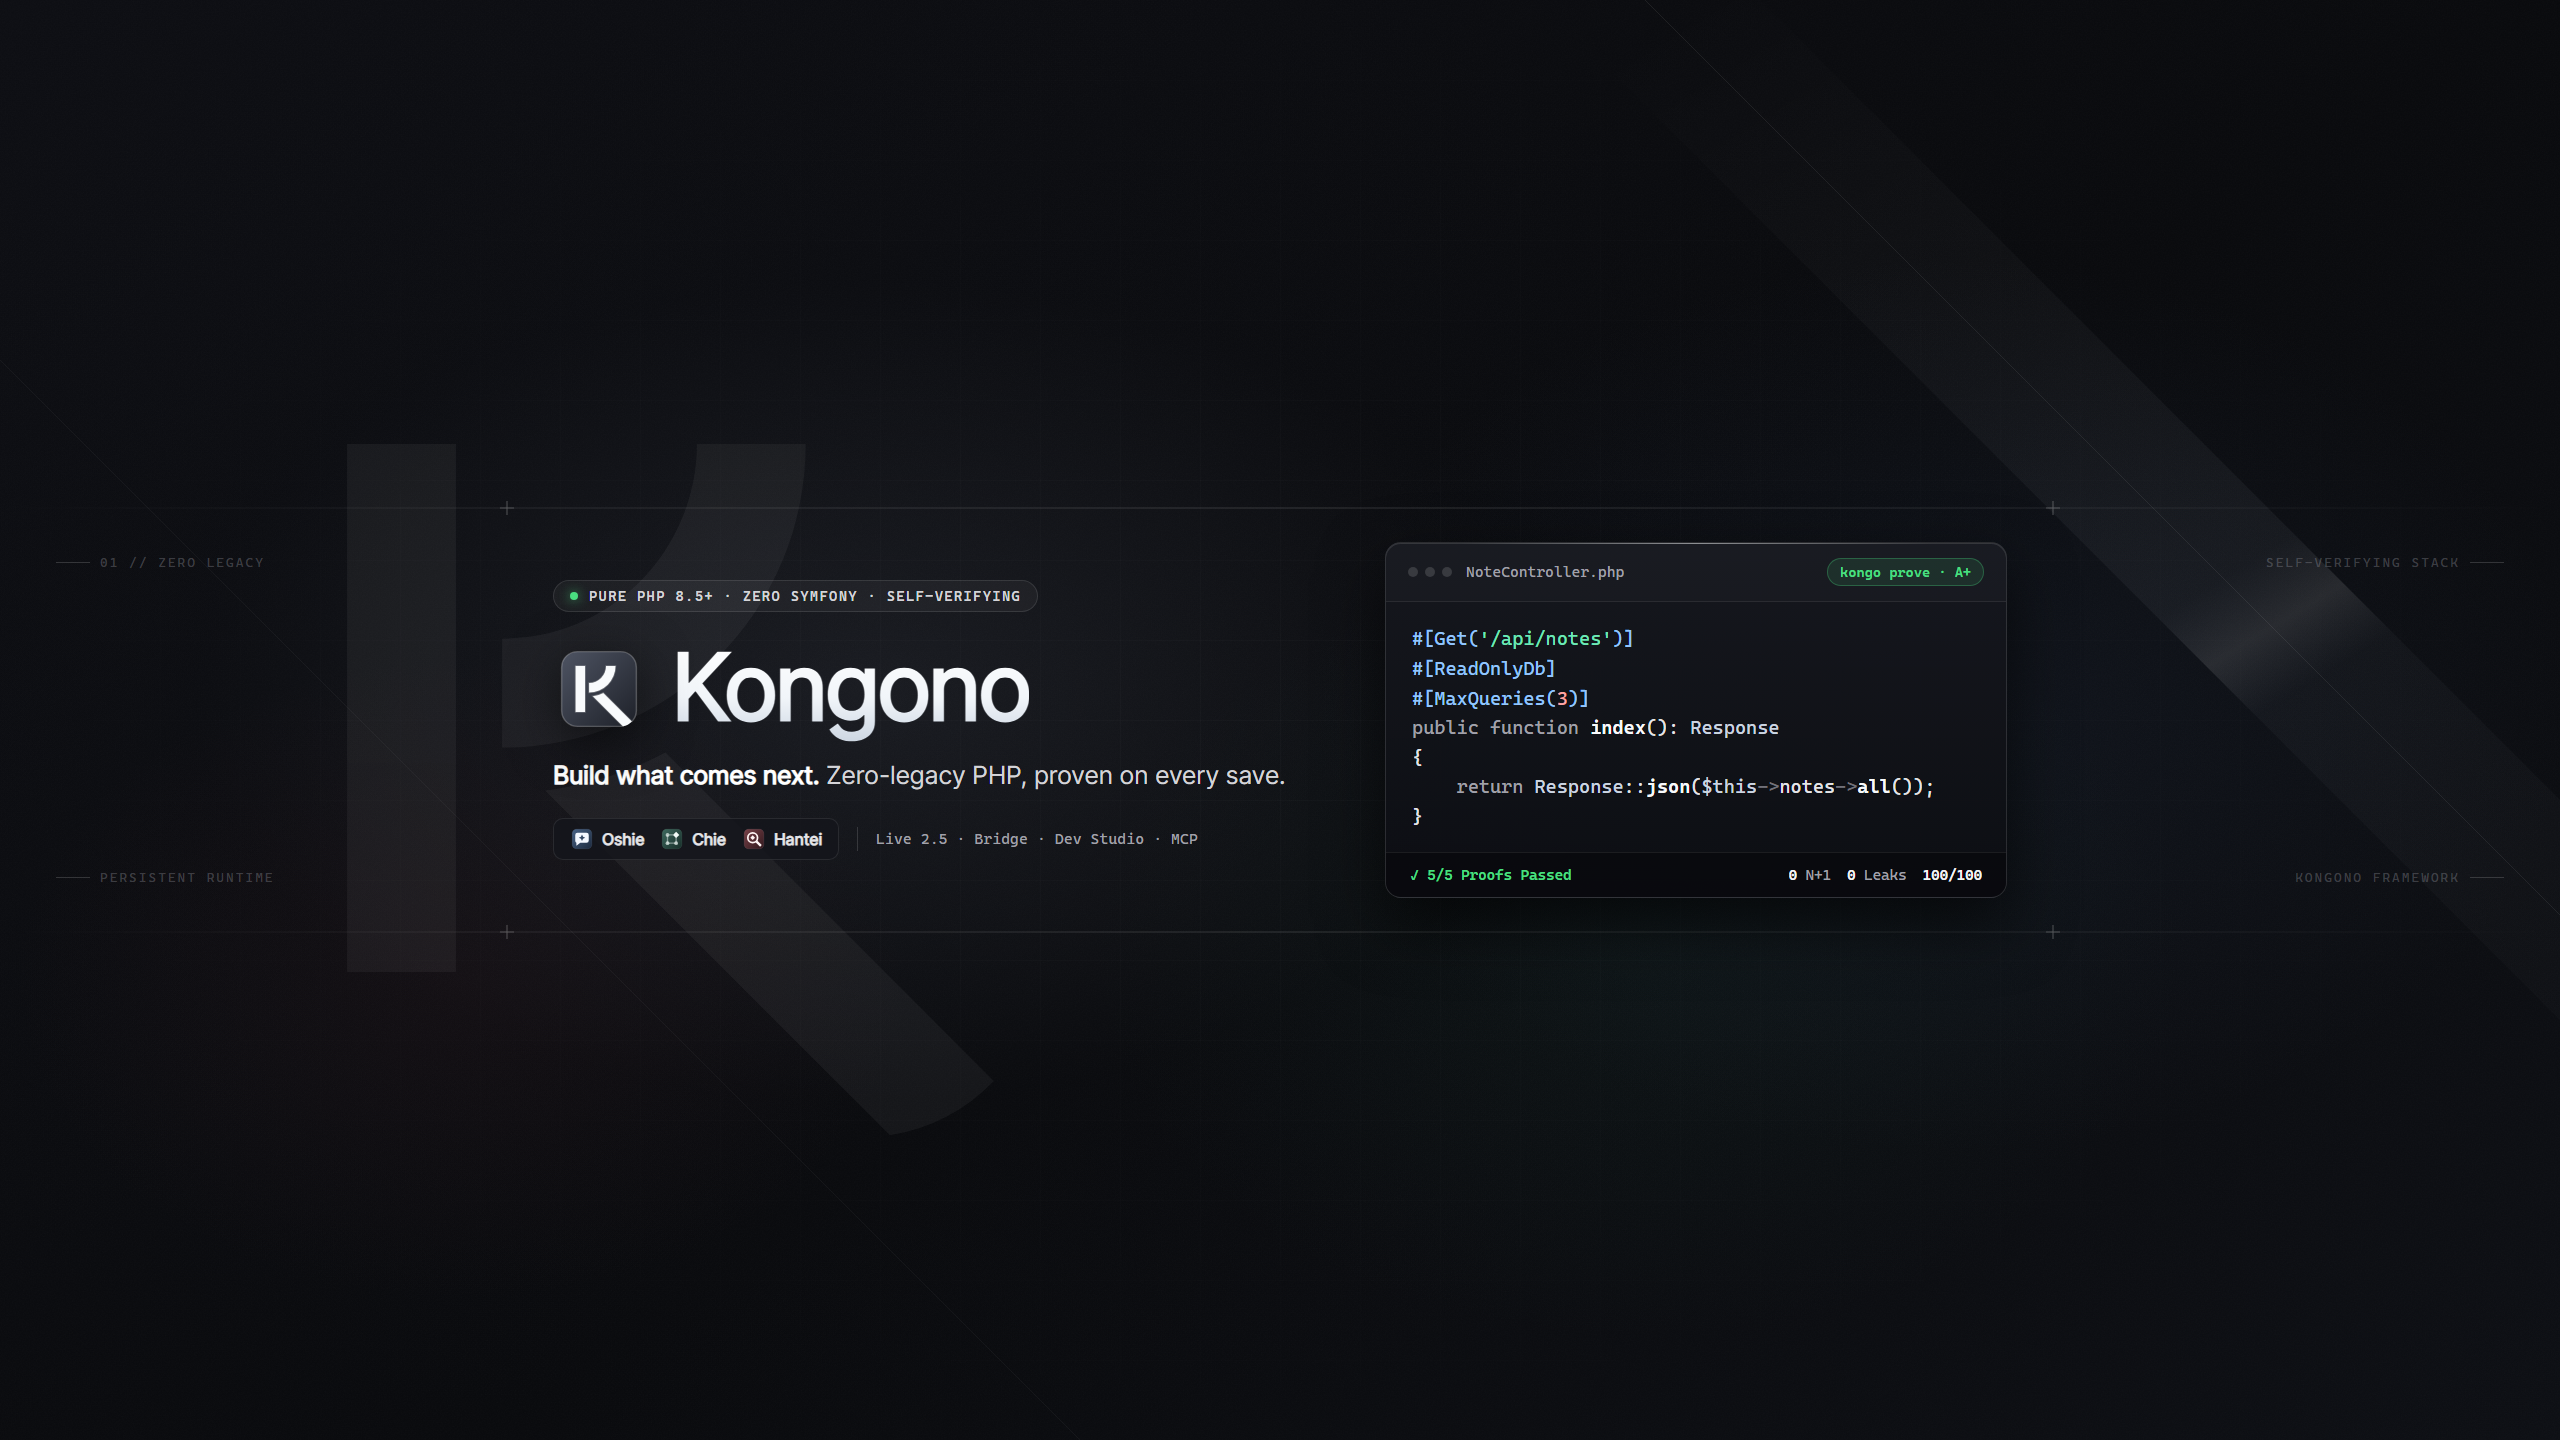 01 // ZERO LEGACY
PERSISTENT RUNTIME
PURE PHP 8.5+ · ZERO SYMFONY · SELF-VERIFYING
Kongono
Build what comes next. Zero-legacy PHP, proven on every save.
Oshie Chie Hantei Live 2.5 · Bridge · Dev Studio · MCP
NoteController.php kongo prove · A+
#[Get('/api/notes')]
#[ReadOnlyDb]
#[MaxQueries(3)]
public function index(): Response
{
    return Response::json($this->notes->all());
}
✓ 5/5 Proofs Passed 0 N+1 0 Leaks 100/100
SELF-VERIFYING STACK
KONGONO FRAMEWORK